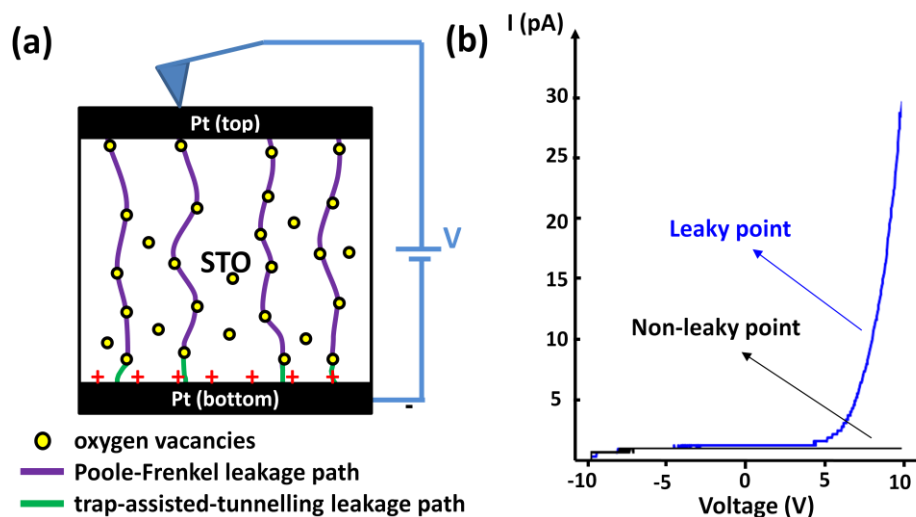 (a)
Pt (top)
STO
V
+ + + + + + +
Pt (bottom)
-
oxygen vacancies
Poole-Frenkel leakage path
trap-assisted-tunnelling leakage path
(b)
I (pA)
30
25
20
15
10
5
Leaky point
Non-leaky point
-10 -5 0 5 10
Voltage (V)